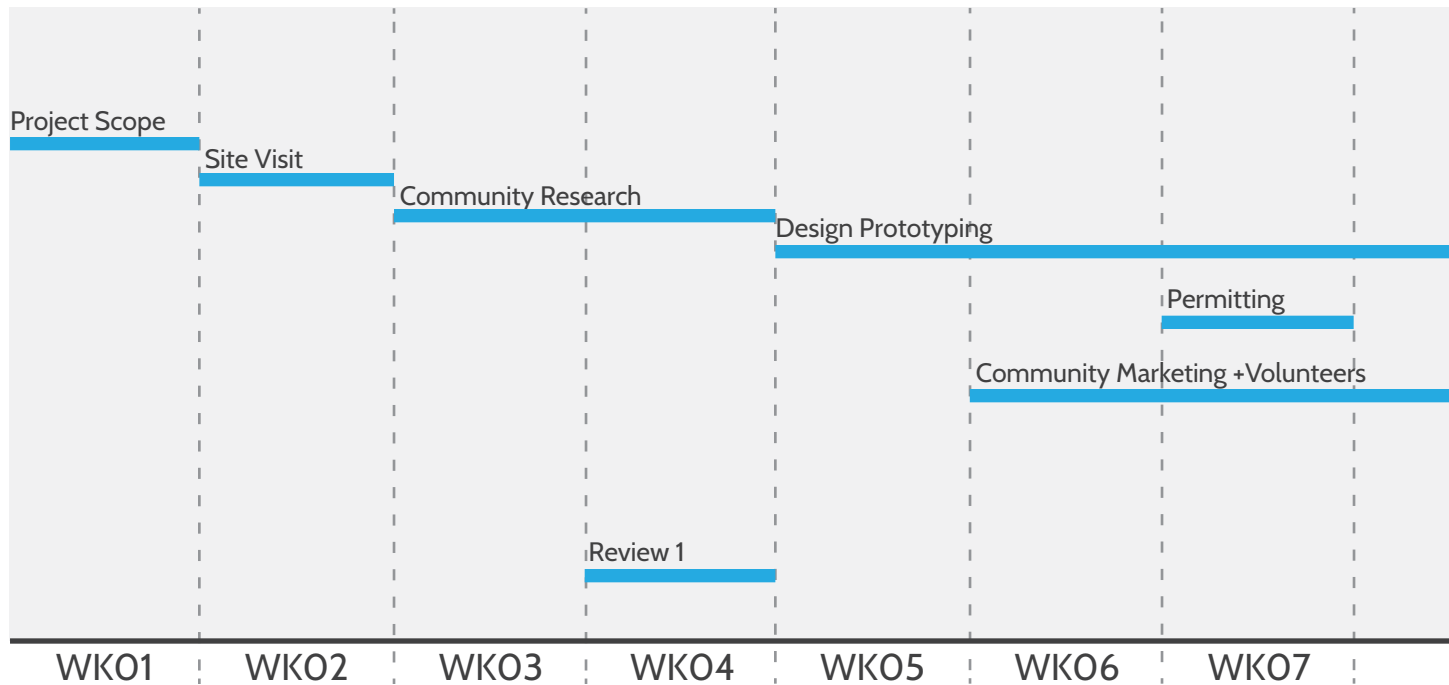 Project Scope
Site Visit
Community Research
Design Prototyping
Permitting
Community Marketing +Volunteers
Review 1
WK01 WK02 WK03 WK04 WK05 WK06 WK07